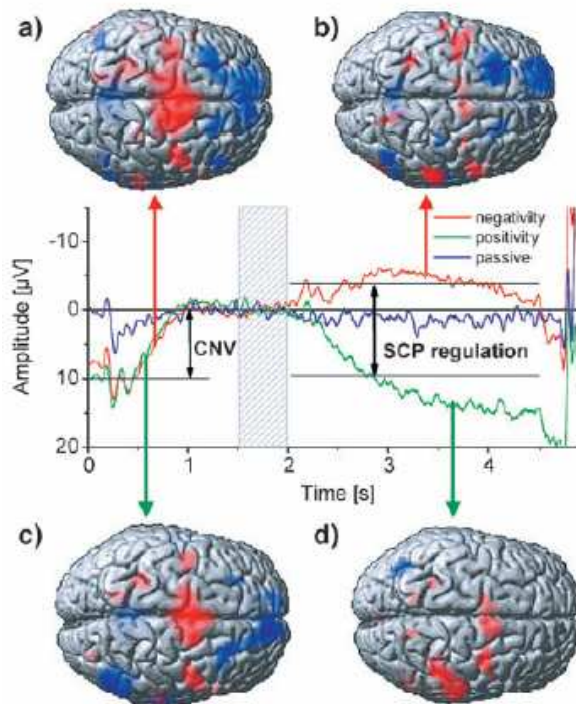 a)
b)
negativity
positivity
passive
-10
0
10
20
Amplitude [µV]
CNV
SCP regulation
0
1
2
3
4
Time [s]
c)
d)